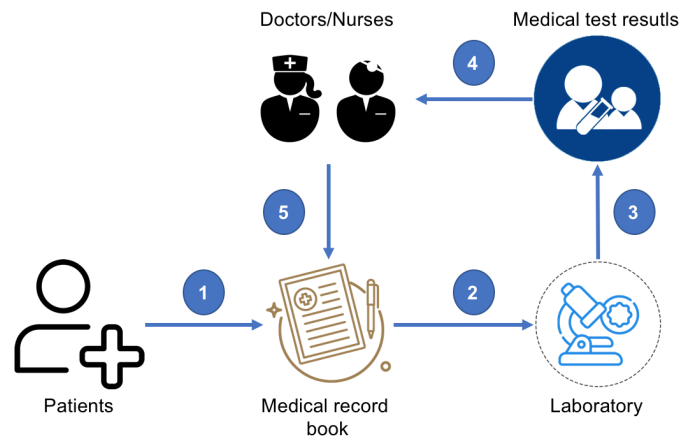 Doctors/Nurses
Medical test resutls
4
5
3
1
2
Patients
Medical record
book
Laboratory